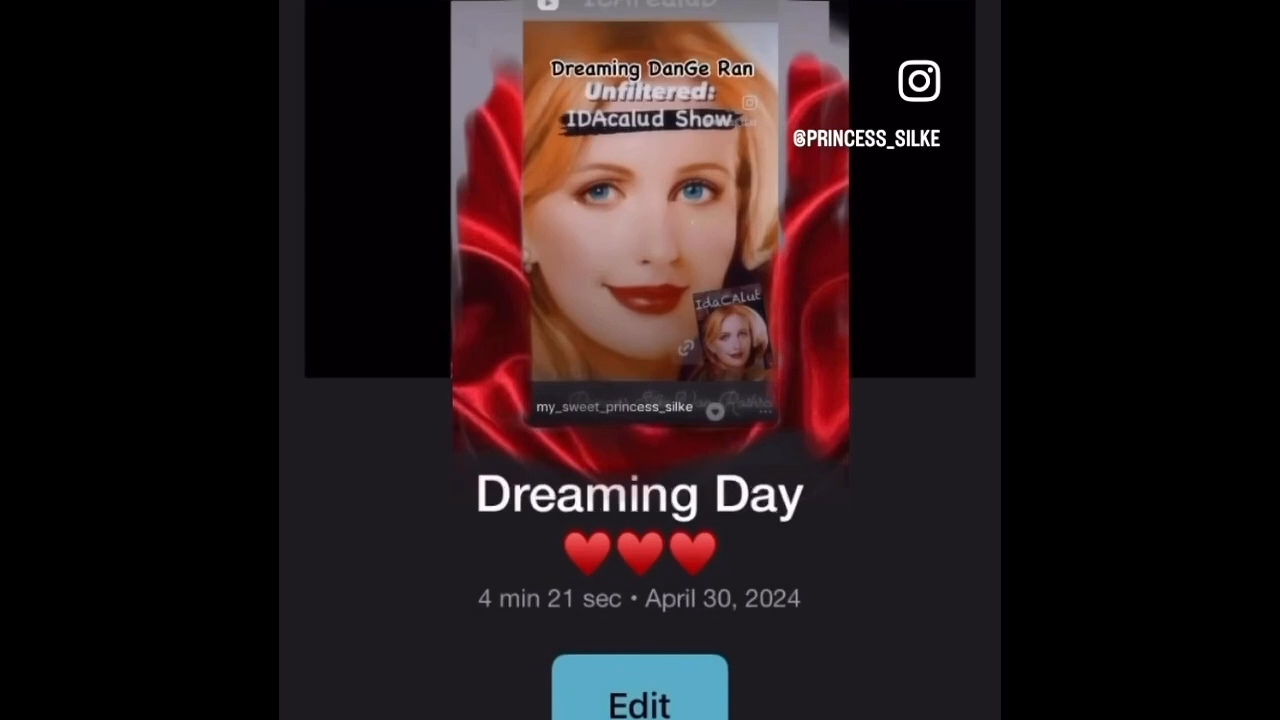 Dreaming DanGe Ran
Unfiltered:
IDAcalud Show
@PRINCESS_SILKE
IdaCALut
my_sweet_princess_silke
Dreaming Day
♥️♥️♥️
4 min 21 sec • April 30, 2024
Edit